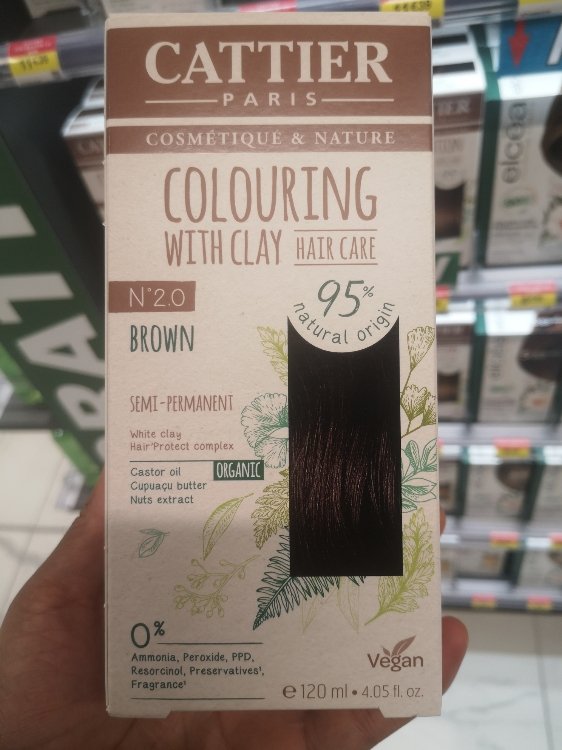 CATTIER
PARIS
COSMÉTIQUE & NATURE
COLOURING
WITH CLAY HAIR CARE
N°2.0
95%
natural origin
BROWN
SEMI-PERMANENT
White clay
Hair'Protect complex
Castor oil ORGANIC
Cupuaçu butter
Nuts extract
0%
Ammonia, Peroxide, PPD,
Resorcinol, Preservatives¹,
Fragrance¹
Vegan
℮ 120 ml • 4.05 fl. oz.